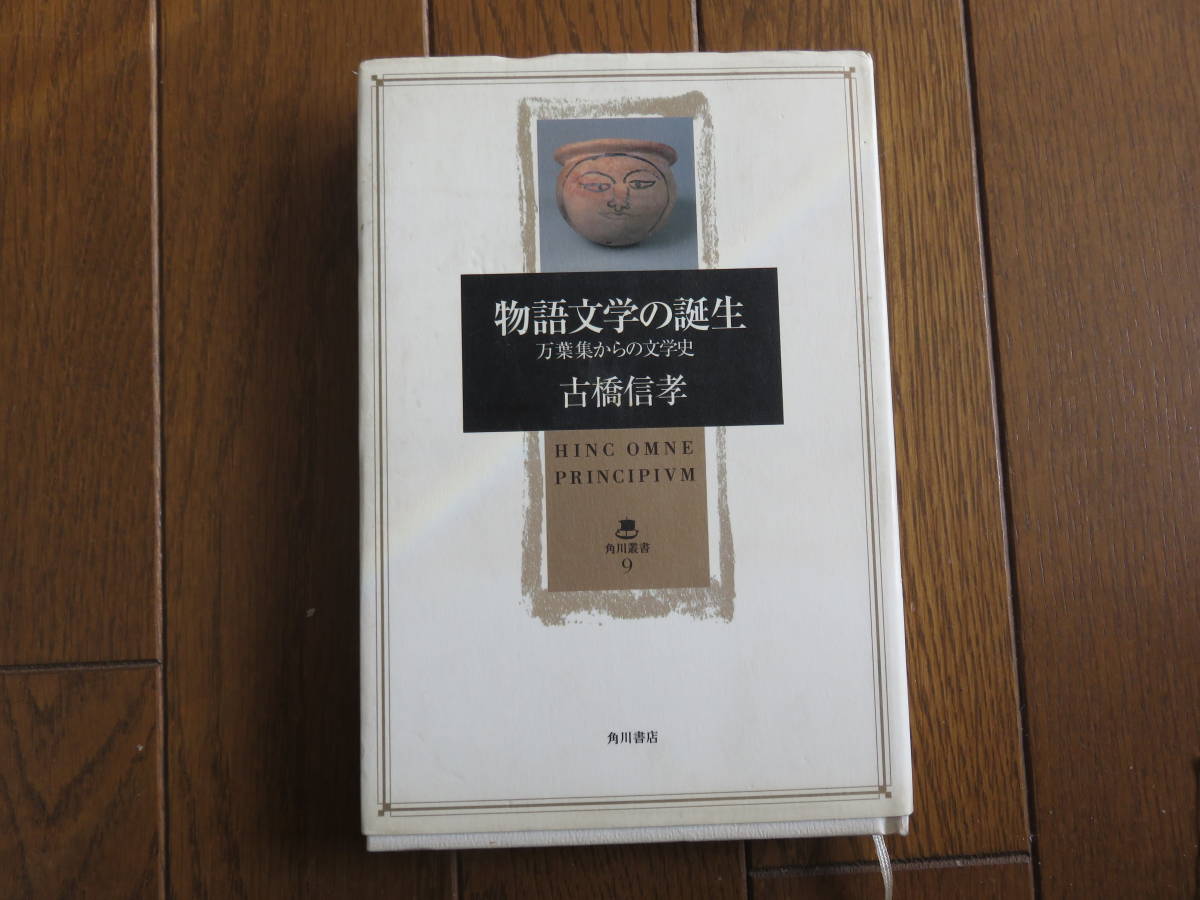 物語文学の誕生
万葉集からの文学史
古橋信孝
HINC OMNE
PRINCIPIVM
角川叢書
9
角川書店